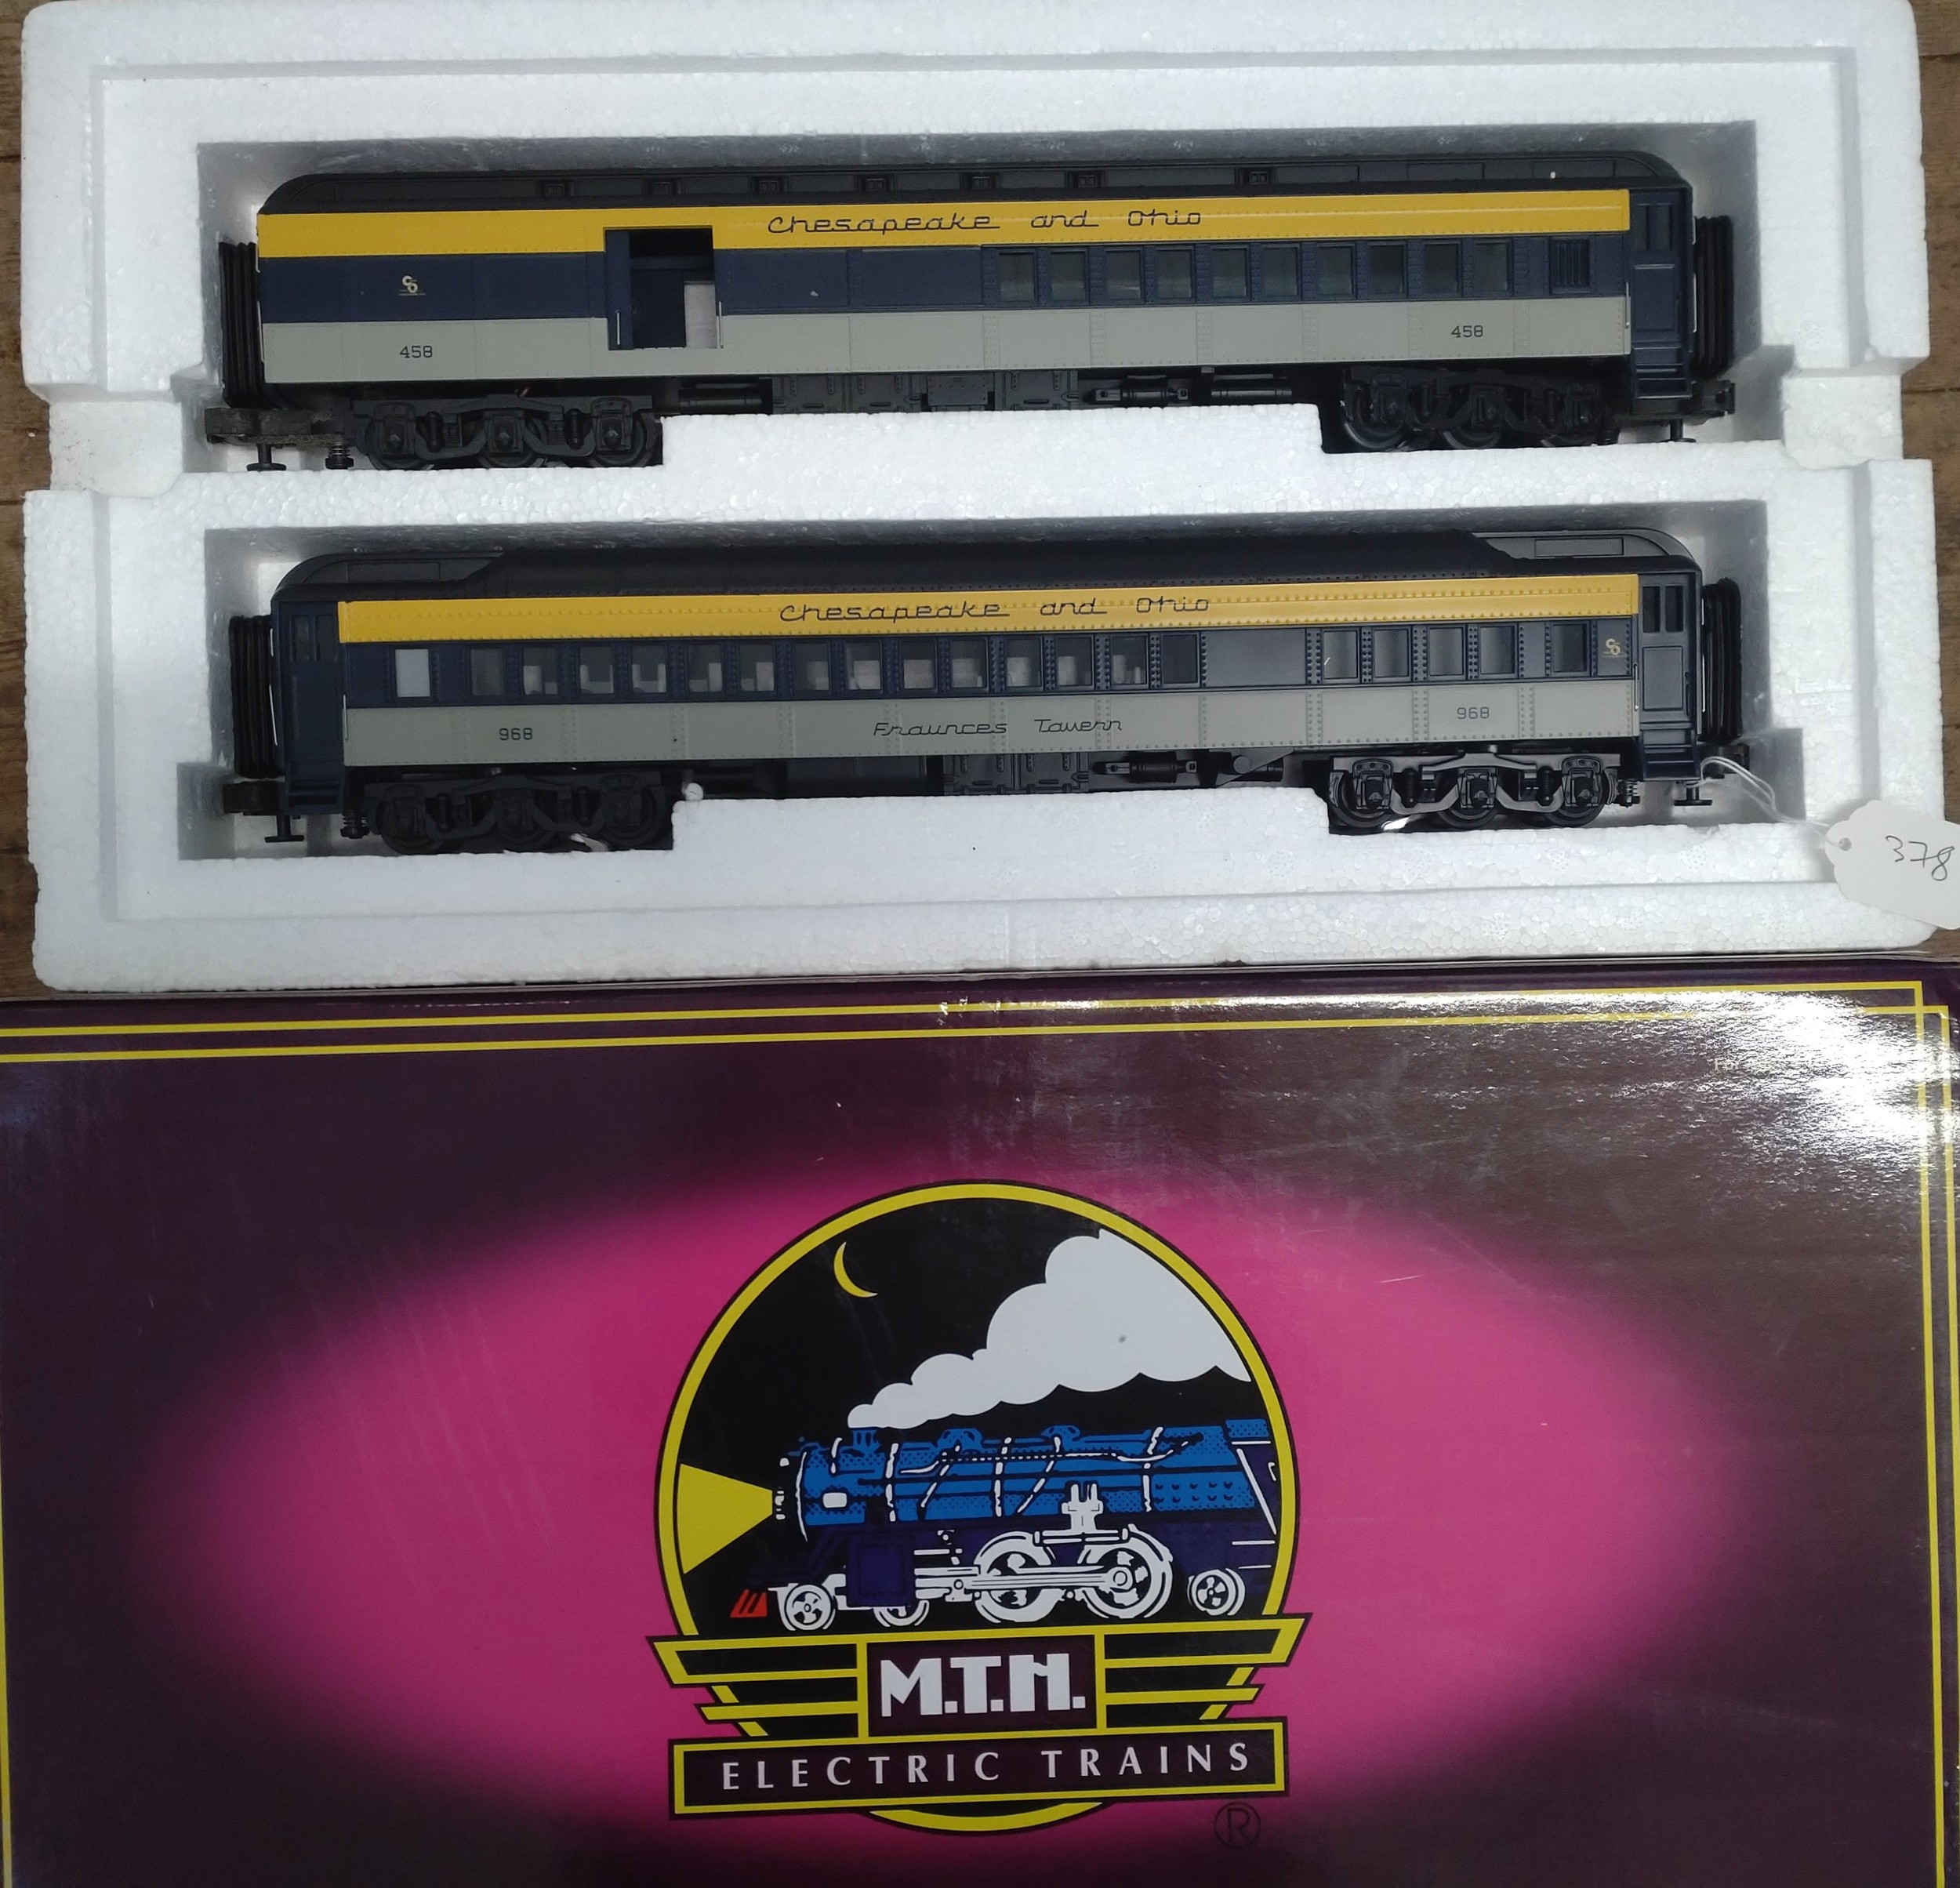 Chesapeake and Ohio
C&O
458
458
Chesapeake and Ohio
C&O
968
Fraunces Tavern
968
378
M.T.H.
ELECTRIC TRAINS
®